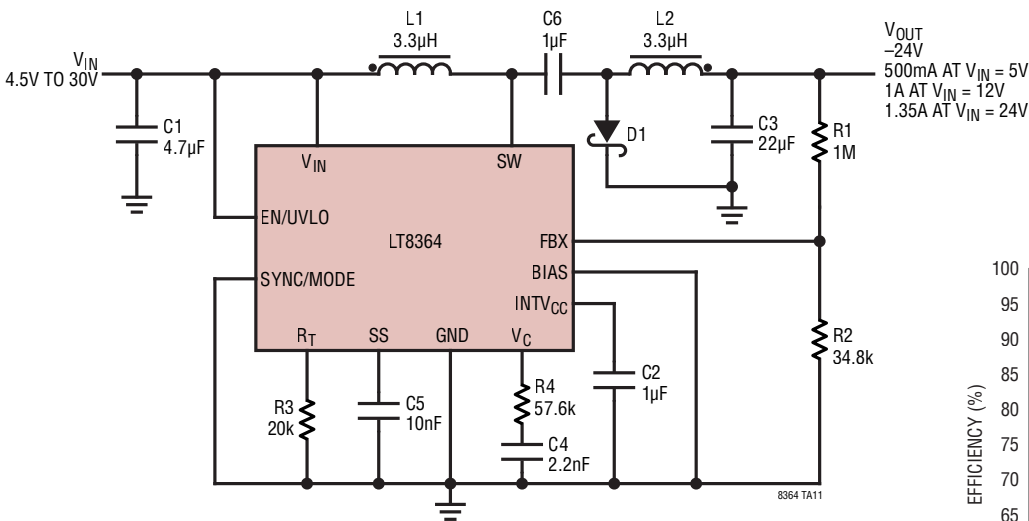 L1
3.3µH
C6
1µF
L2
3.3µH
VIN
4.5V TO 30V
VOUT
–24V
500mA AT VIN = 5V
1A AT VIN = 12V
1.35A AT VIN = 24V
C1
4.7µF
D1
C3
22µF
R1
1M
VIN
SW
EN/UVLO
LT8364
FBX
SYNC/MODE
BIAS
INTVCC
RT
SS
GND
VC
R2
34.8k
R3
20k
C5
10nF
R4
57.6k
C4
2.2nF
C2
1µF
8364 TA11
100
95
90
85
80
75
70
65
EFFICIENCY (%)